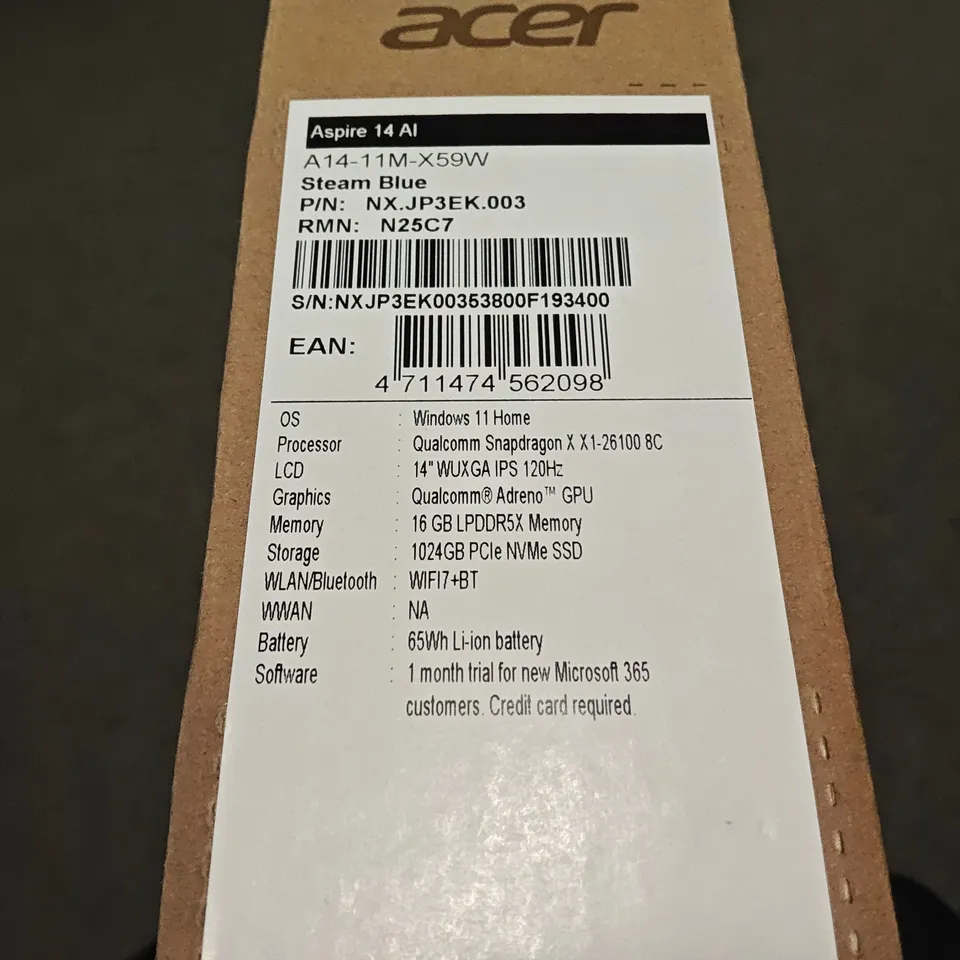 acer
Aspire 14 AI
A14-11M-X59W
Steam Blue
P/N: NX.JP3EK.003
RMN: N25C7
S/N:NXJP3EK00353800F193400
EAN:
4 711474 562098
OS : Windows 11 Home
Processor : Qualcomm Snapdragon X X1-26100 8C
LCD : 14" WUXGA IPS 120Hz
Graphics : Qualcomm® Adreno™ GPU
Memory : 16 GB LPDDR5X Memory
Storage : 1024GB PCIe NVMe SSD
WLAN/Bluetooth : WIFI7+BT
WWAN : NA
Battery : 65Wh Li-ion battery
Software : 1 month trial for new Microsoft 365
customers. Credit card required.